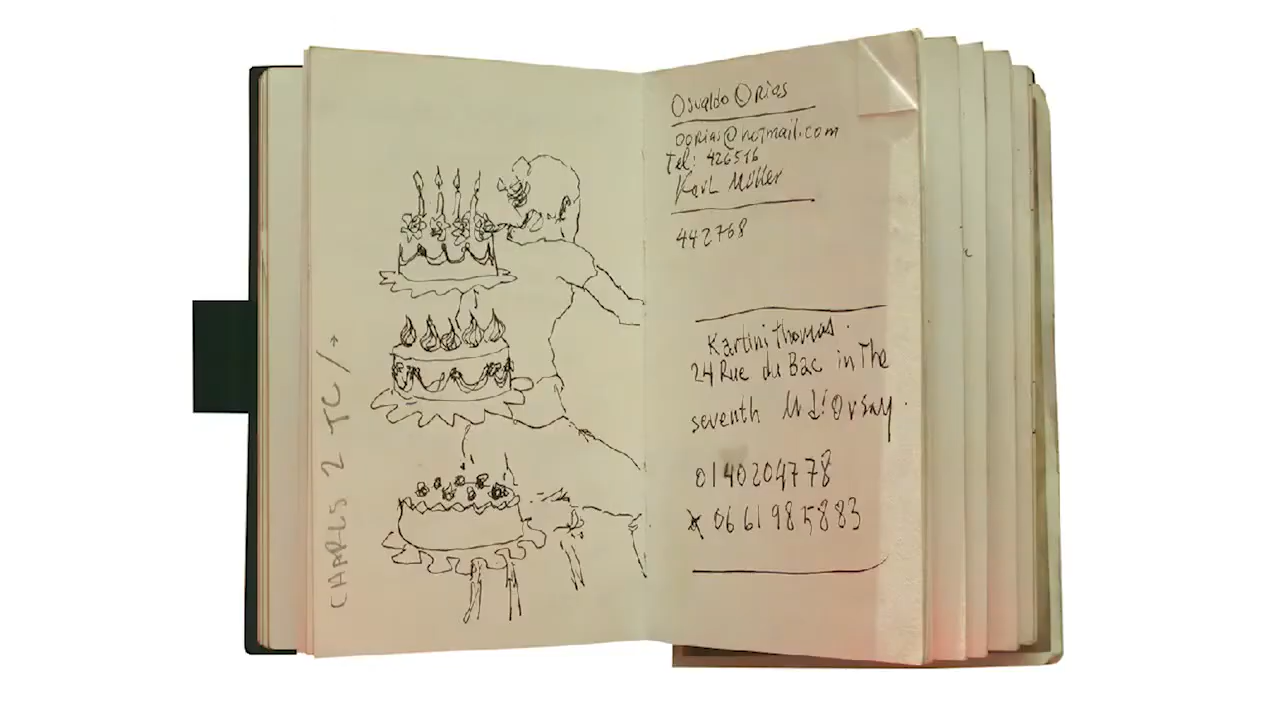 CHARLS 2 TC/→
Osvaldo Orias
oorias@hotmail.com
Tel: 426516
Karl Müller
442768
Kartini Thomas.
24 Rue du Bac in The
seventh M d'Orsay.
0140204778
x 0661985883